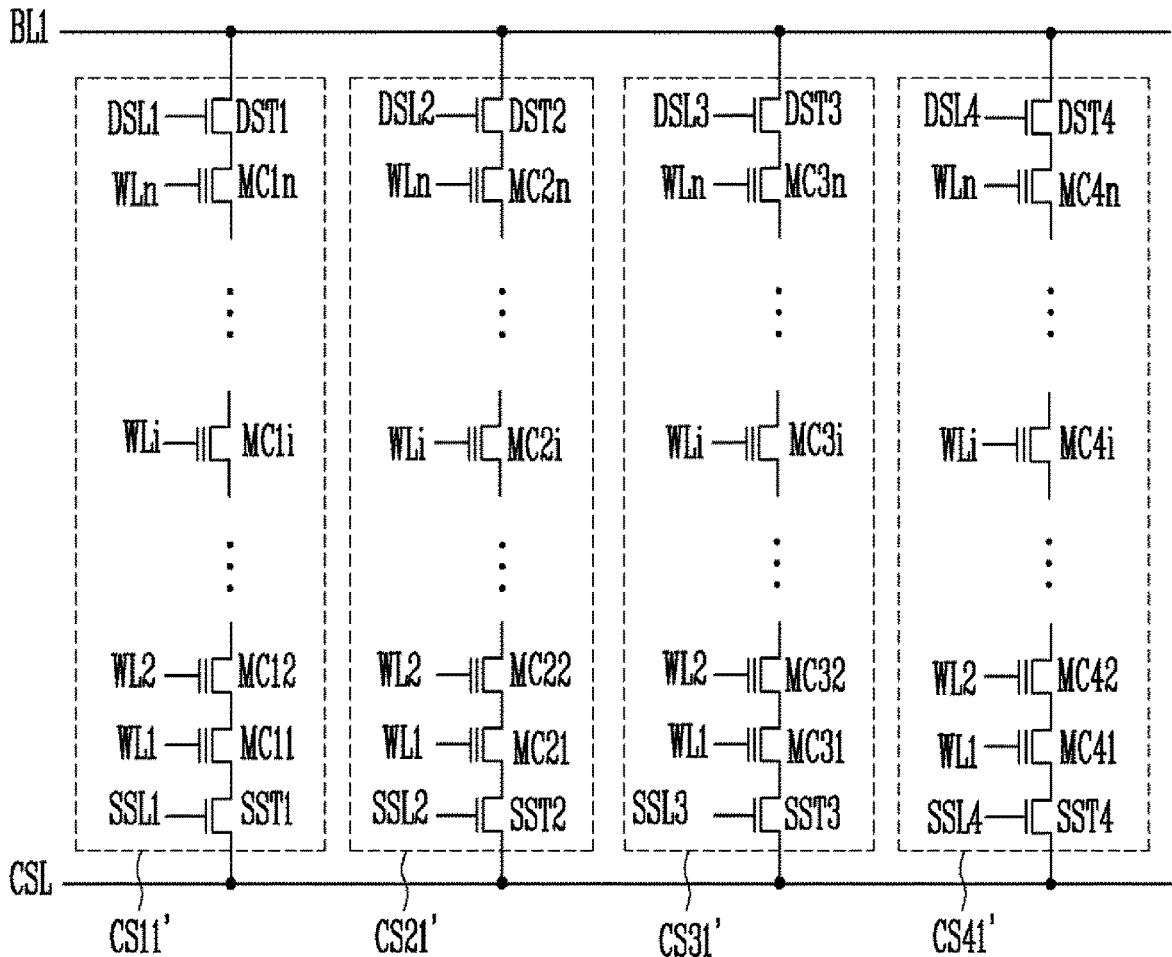 BL1
DSL1 DST1 DSL2 DST2 DSL3 DST3 DSL4 DST4
WLn MC1n WLn MC2n WLn MC3n WLn MC4n
WLi MC1i WLi MC2i WLi MC3i WLi MC4i
WL2 MC12 WL2 MC22 WL2 MC32 WL2 MC42
WL1 MC11 WL1 MC21 WL1 MC31 WL1 MC41
SSL1 SST1 SSL2 SST2 SSL3 SST3 SSL4 SST4
CSL
CS11' CS21' CS31' CS41'